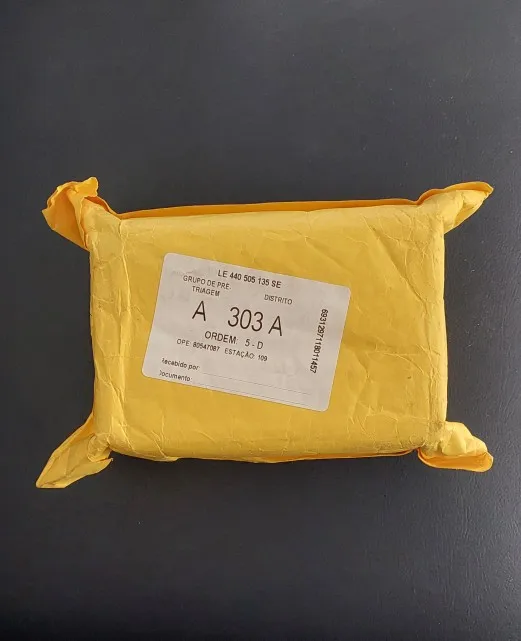 LE 440 505 135 SE
GRUPO DE PRE
TRIAGEM
DISTRITO
A 303 A
ORDEM: 5 - D
OPE: 80547087 ESTAÇÃO: 109
Recebido por
Documento
6931297118011457